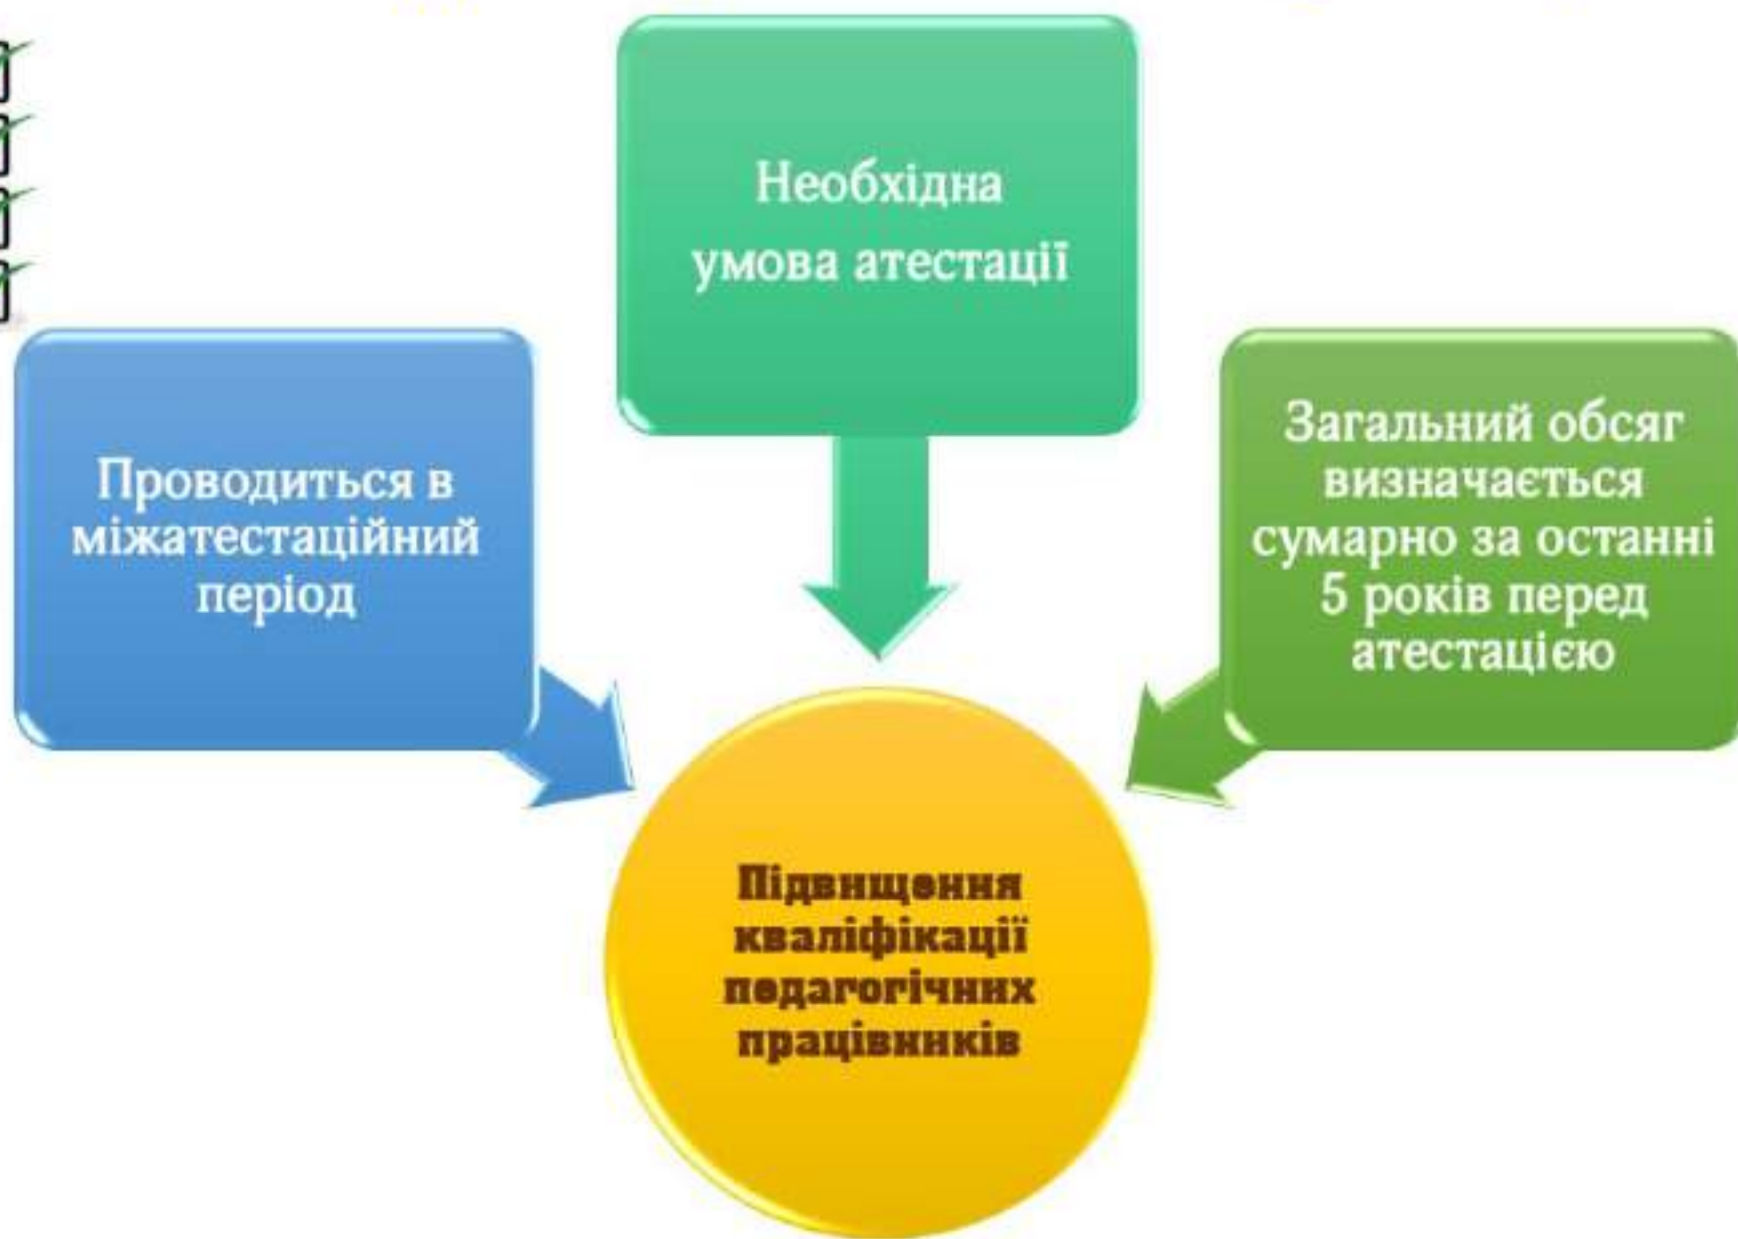 Необхідна
умова атестації
Проводиться в
міжатестаційний
період
Загальний обсяг
визначається
сумарно за останні
5 років перед
атестацією
Підвищення
кваліфікації
педагогічних
працівників